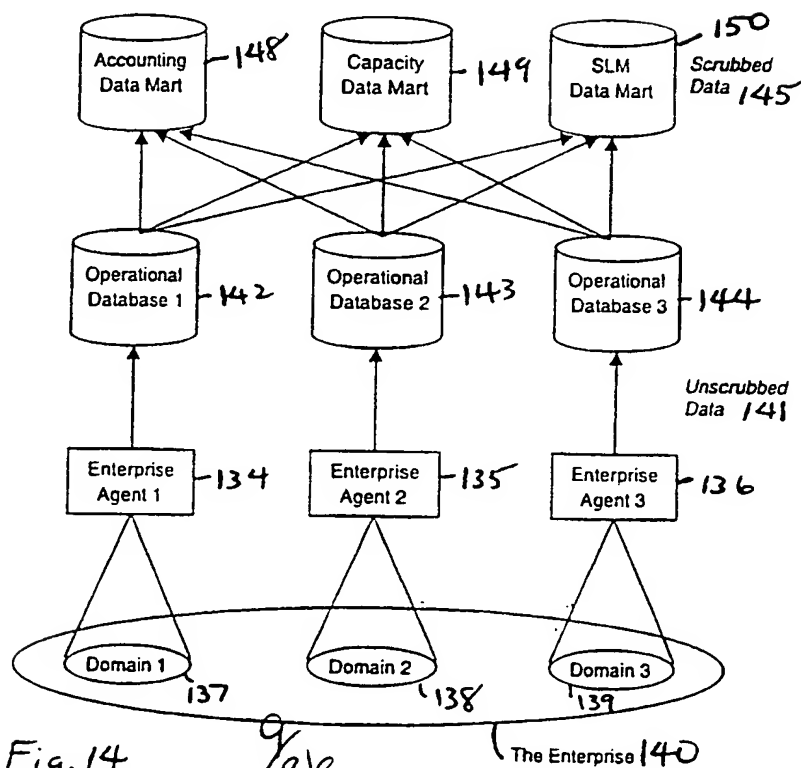 Accounting
Data Mart
148
Capacity
Data Mart
149
SLM
Data Mart
150
Scrubbed
Data 145
Operational
Database 1
142
Operational
Database 2
143
Operational
Database 3
144
Unscrubbed
Data 141
Enterprise
Agent 1
134
Enterprise
Agent 2
135
Enterprise
Agent 3
136
Domain 1
137
Domain 2
138
Domain 3
139
Fig. 14
The Enterprise 140